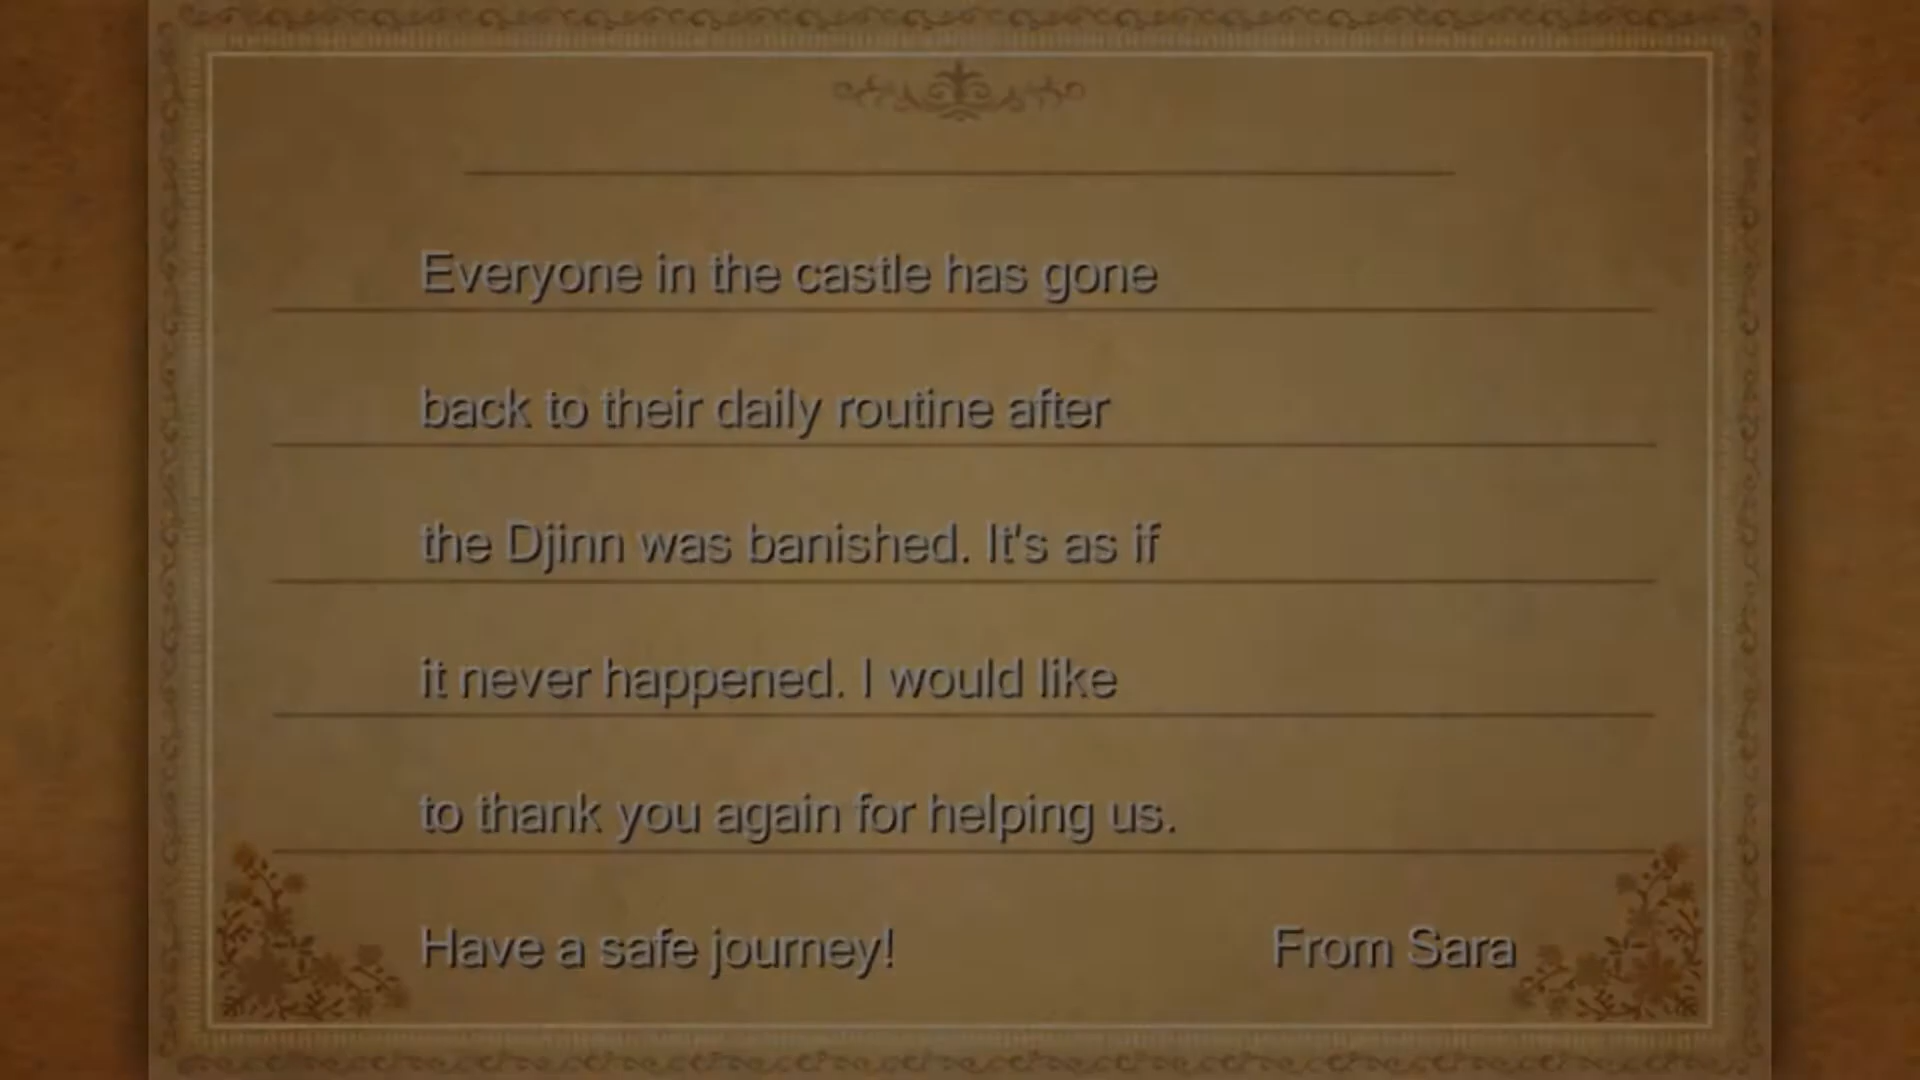 Everyone in the castle has gone
back to their daily routine after
the Djinn was banished. It's as if
it never happened. I would like
to thank you again for helping us.
Have a safe journey! From Sara